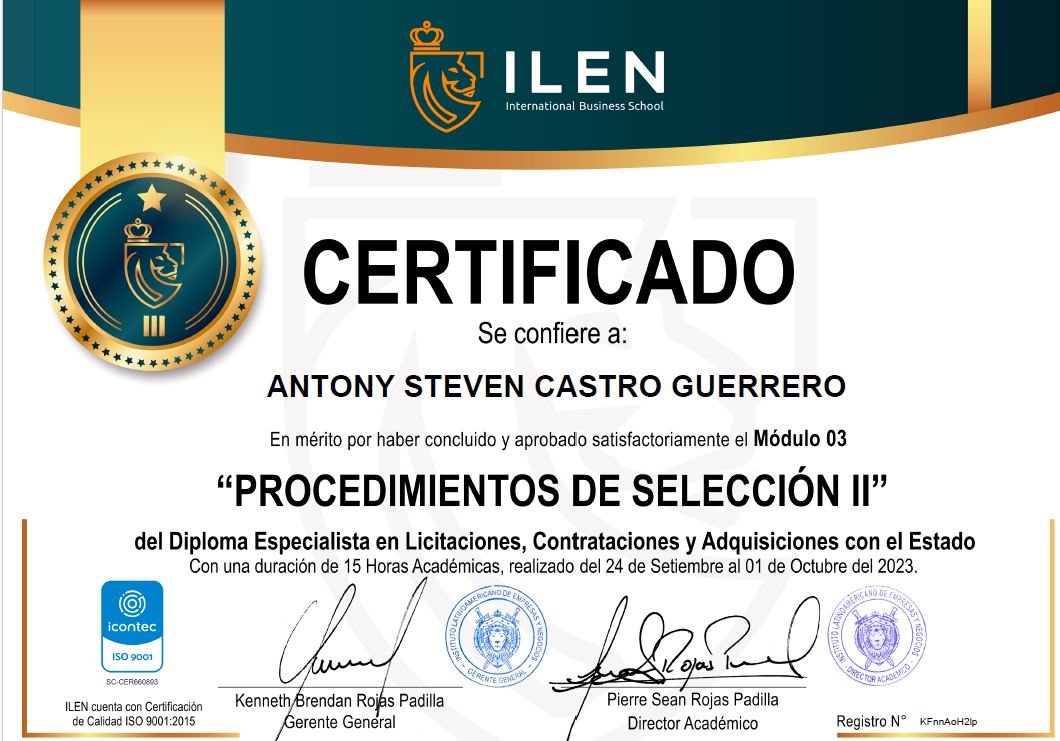 ILEN
International Business School
III
CERTIFICADO
Se confiere a:
ANTONY STEVEN CASTRO GUERRERO
En mérito por haber concluido y aprobado satisfactoriamente el Módulo 03
“PROCEDIMIENTOS DE SELECCIÓN II”
del Diploma Especialista en Licitaciones, Contrataciones y Adquisiciones con el Estado
Con una duración de 15 Horas Académicas, realizado del 24 de Setiembre al 01 de Octubre del 2023.
icontec
ISO 9001
SC-CER660893
ILEN cuenta con Certificación
de Calidad ISO 9001:2015
INSTITUTO LATINOAMERICANO DE EMPRESAS Y NEGOCIOS
- GERENTE GENERAL -
Kenneth Brendan Rojas Padilla
Gerente General
INSTITUTO LATINOAMERICANO DE EMPRESAS Y NEGOCIOS
- DIRECTOR ACADÉMICO -
Pierre Sean Rojas Padilla
Director Académico
Registro N° KFnnAoH2lp